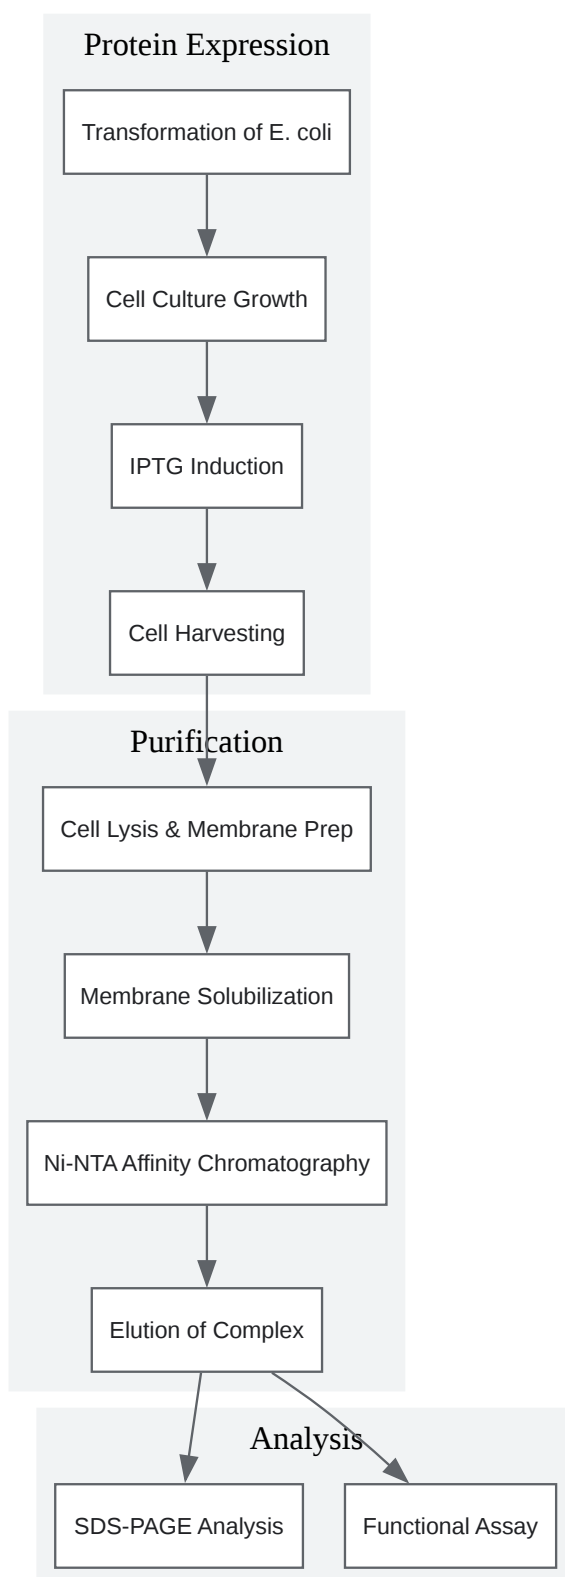 Protein Expression
Transformation of E. coli
Cell Culture Growth
IPTG Induction
Cell Harvesting
Purification
Cell Lysis & Membrane Prep
Membrane Solubilization
Ni-NTA Affinity Chromatography
Elution of Complex
Analysis
SDS-PAGE Analysis
Functional Assay